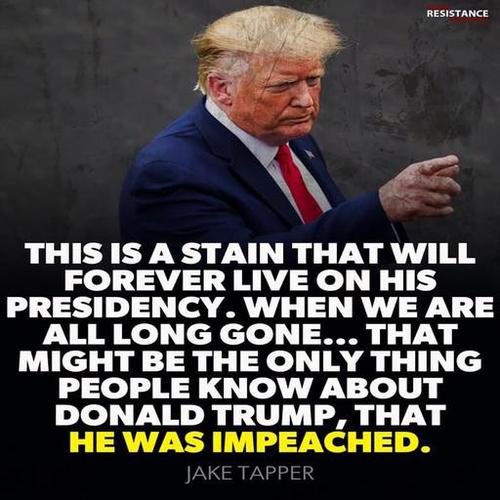 RESISTANCE
THIS IS A STAIN THAT WILL
FOREVER LIVE ON HIS
PRESIDENCY. WHEN WE ARE
ALL LONG GONE... THAT
MIGHT BE THE ONLY THING
PEOPLE KNOW ABOUT
DONALD TRUMP, THAT
HE WAS IMPEACHED.
JAKE TAPPER